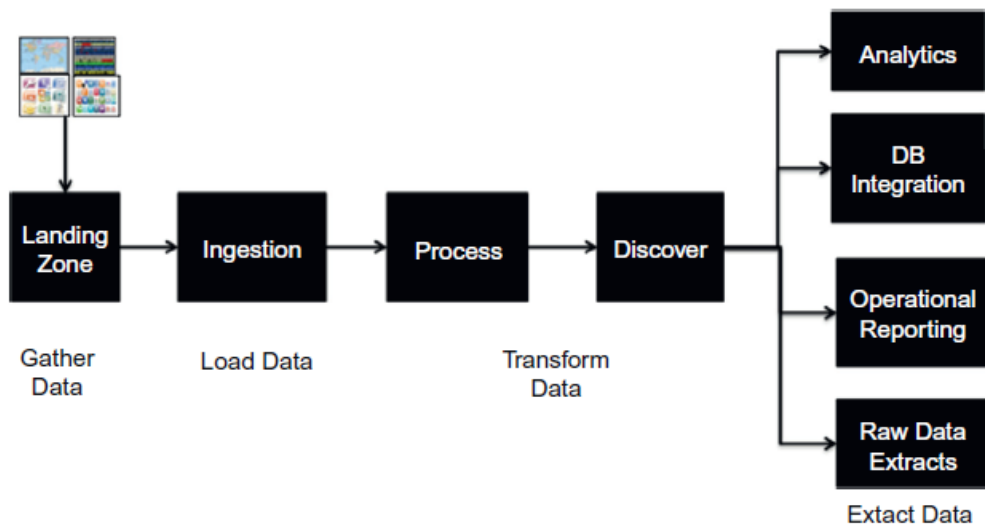 Landing
Zone
Ingestion
Process
Discover
Analytics
DB
Integration
Operational
Reporting
Raw Data
Extracts
Gather
Data
Load Data
Transform
Data
Extact Data